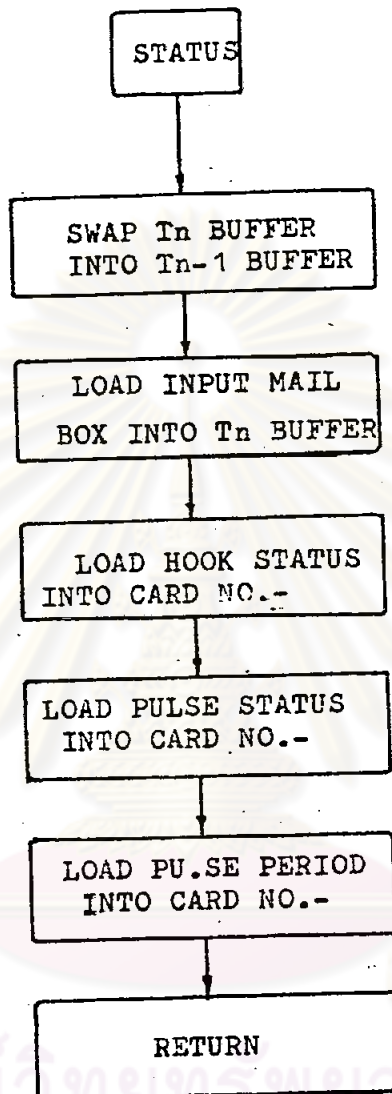 STATUS
SWAP Tn BUFFER
INTO Tn-1 BUFFER
LOAD INPUT MAIL
BOX INTO Tn BUFFER
LOAD HOOK STATUS
INTO CARD NO.-
LOAD PULSE STATUS
INTO CARD NO.-
LOAD PU.SE PERIOD
INTO CARD NO.-
RETURN